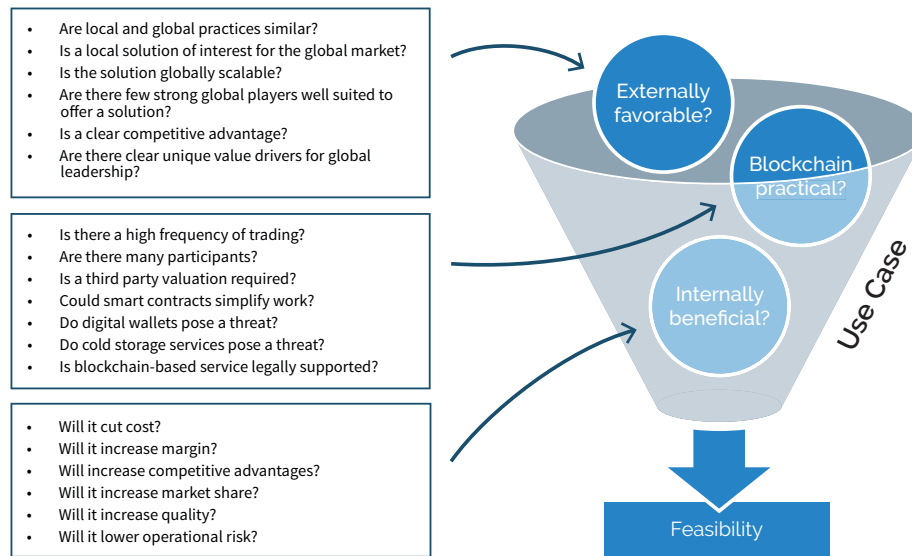 • Are local and global practices similar?
• Is a local solution of interest for the global market?
• Is the solution globally scalable?
• Are there few strong global players well suited to
offer a solution?
• Is a clear competitive advantage?
• Are there clear unique value drivers for global
leadership?
• Is there a high frequency of trading?
• Are there many participants?
• Is a third party valuation required?
• Could smart contracts simplify work?
• Do digital wallets pose a threat?
• Do cold storage services pose a threat?
• Is blockchain-based service legally supported?
• Will it cut cost?
• Will it increase margin?
• Will increase competitive advantages?
• Will it increase market share?
• Will it increase quality?
• Will it lower operational risk?
Externally
favorable?
Blockchain
practical?
Internally
beneficial?
Use Case
Feasibility